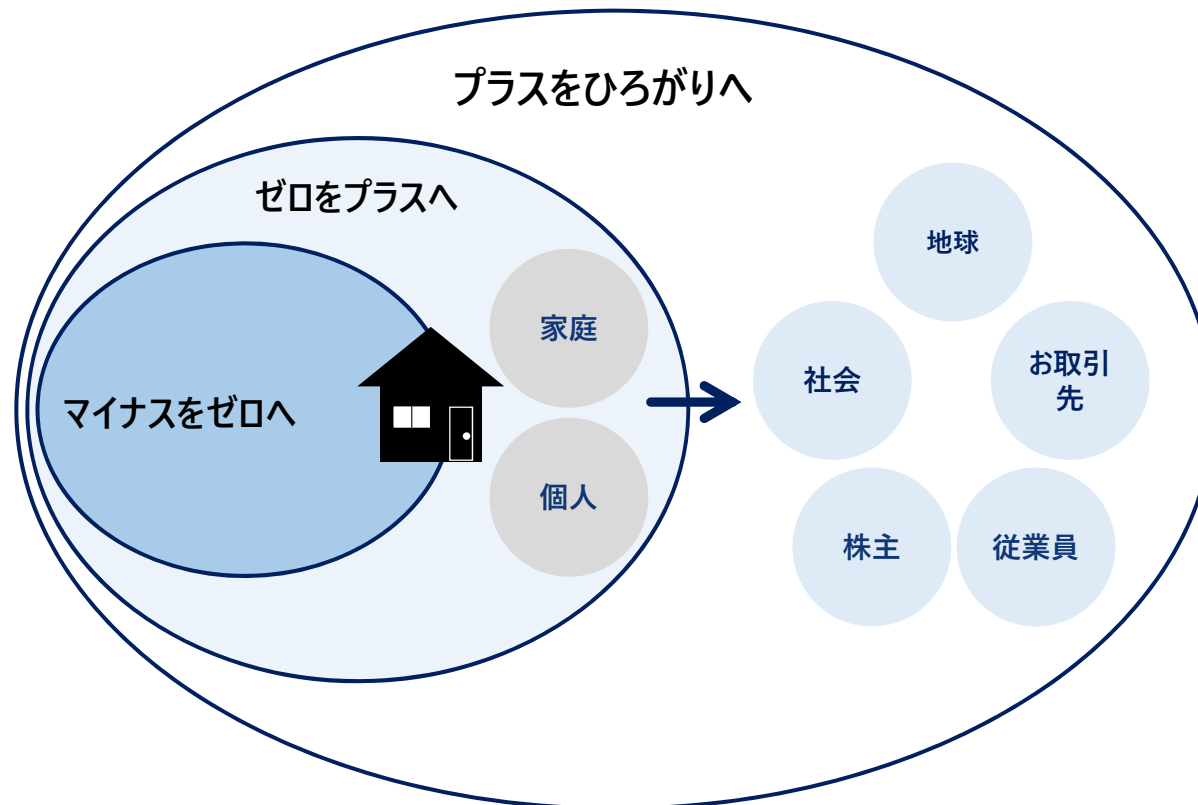 プラスをひろがりへ
ゼロをプラスへ
マイナスをゼロへ
家庭
個人
地球
社会
お取引
先
株主
従業員